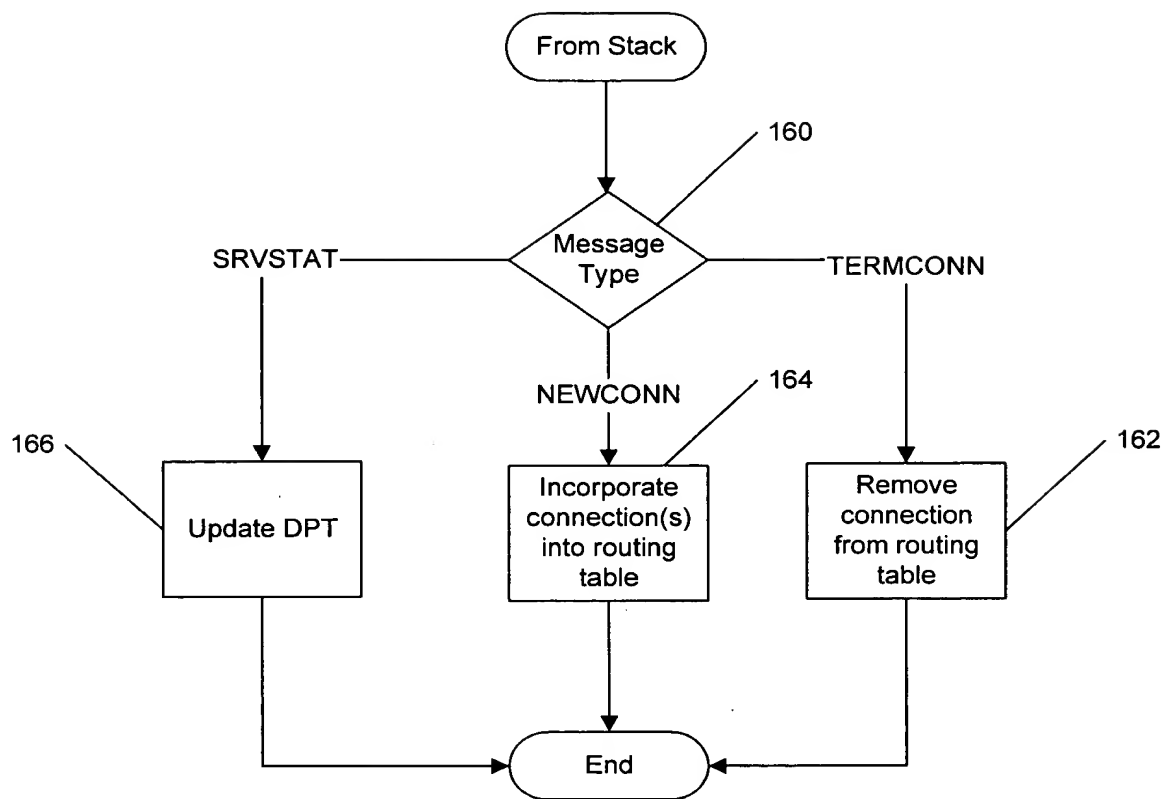 From Stack
160
Message
Type
SRVSTAT
TERMCONN
NEWCONN
164
166
162
Update DPT
Incorporate
connection(s)
into routing
table
Remove
connection
from routing
table
End